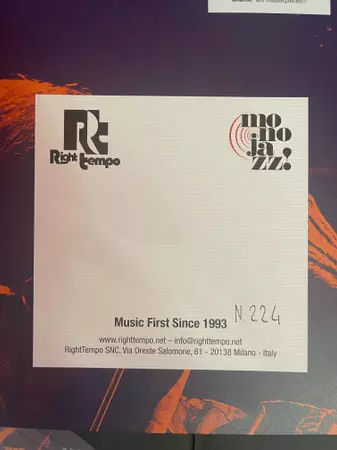 Rt
Right tempo
mo
no
ja
zz!
Music First Since 1993 N. 224
www.righttempo.net – info@righttempo.net
RightTempo SNC, Via Oreste Salomone, 61 - 20138 Milano - Italy